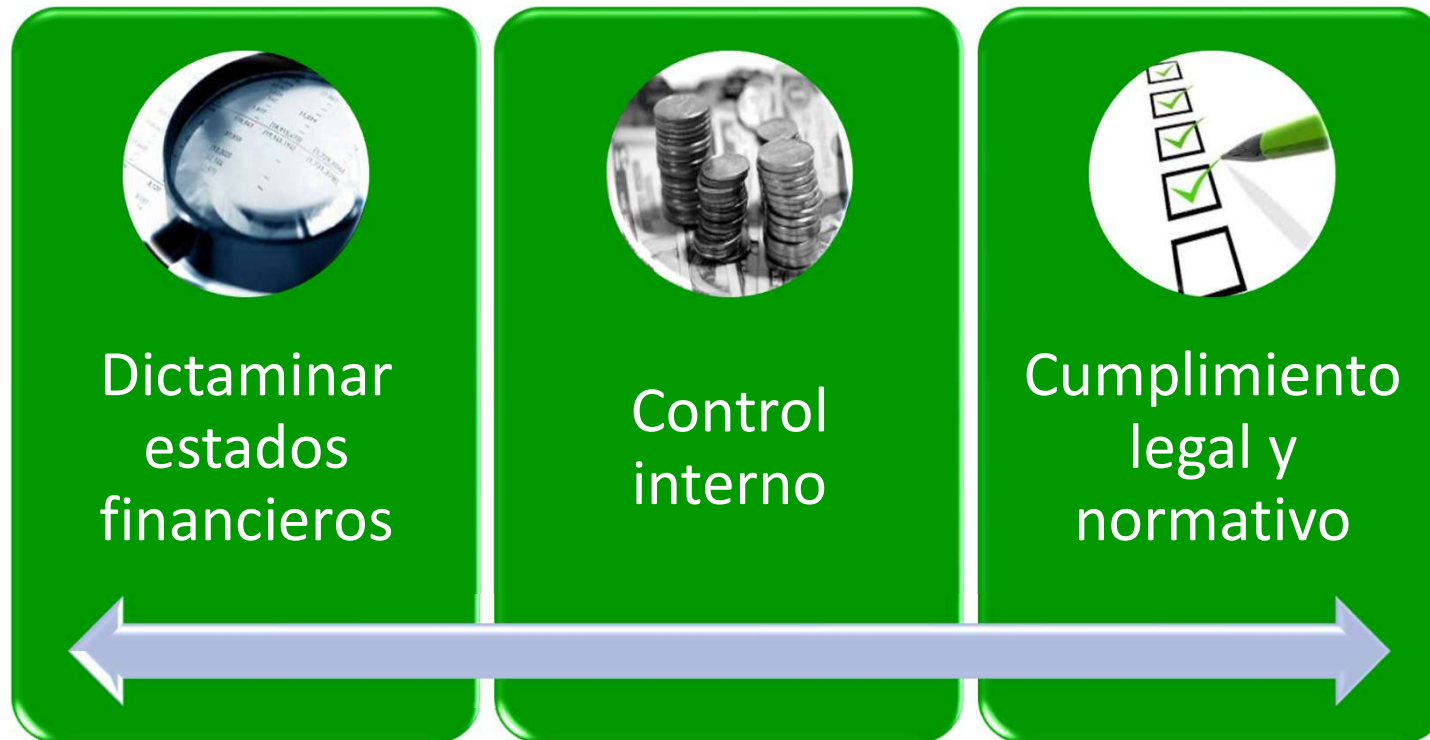 Dictaminar
estados
financieros
Control
interno
Cumplimiento
legal y
normativo